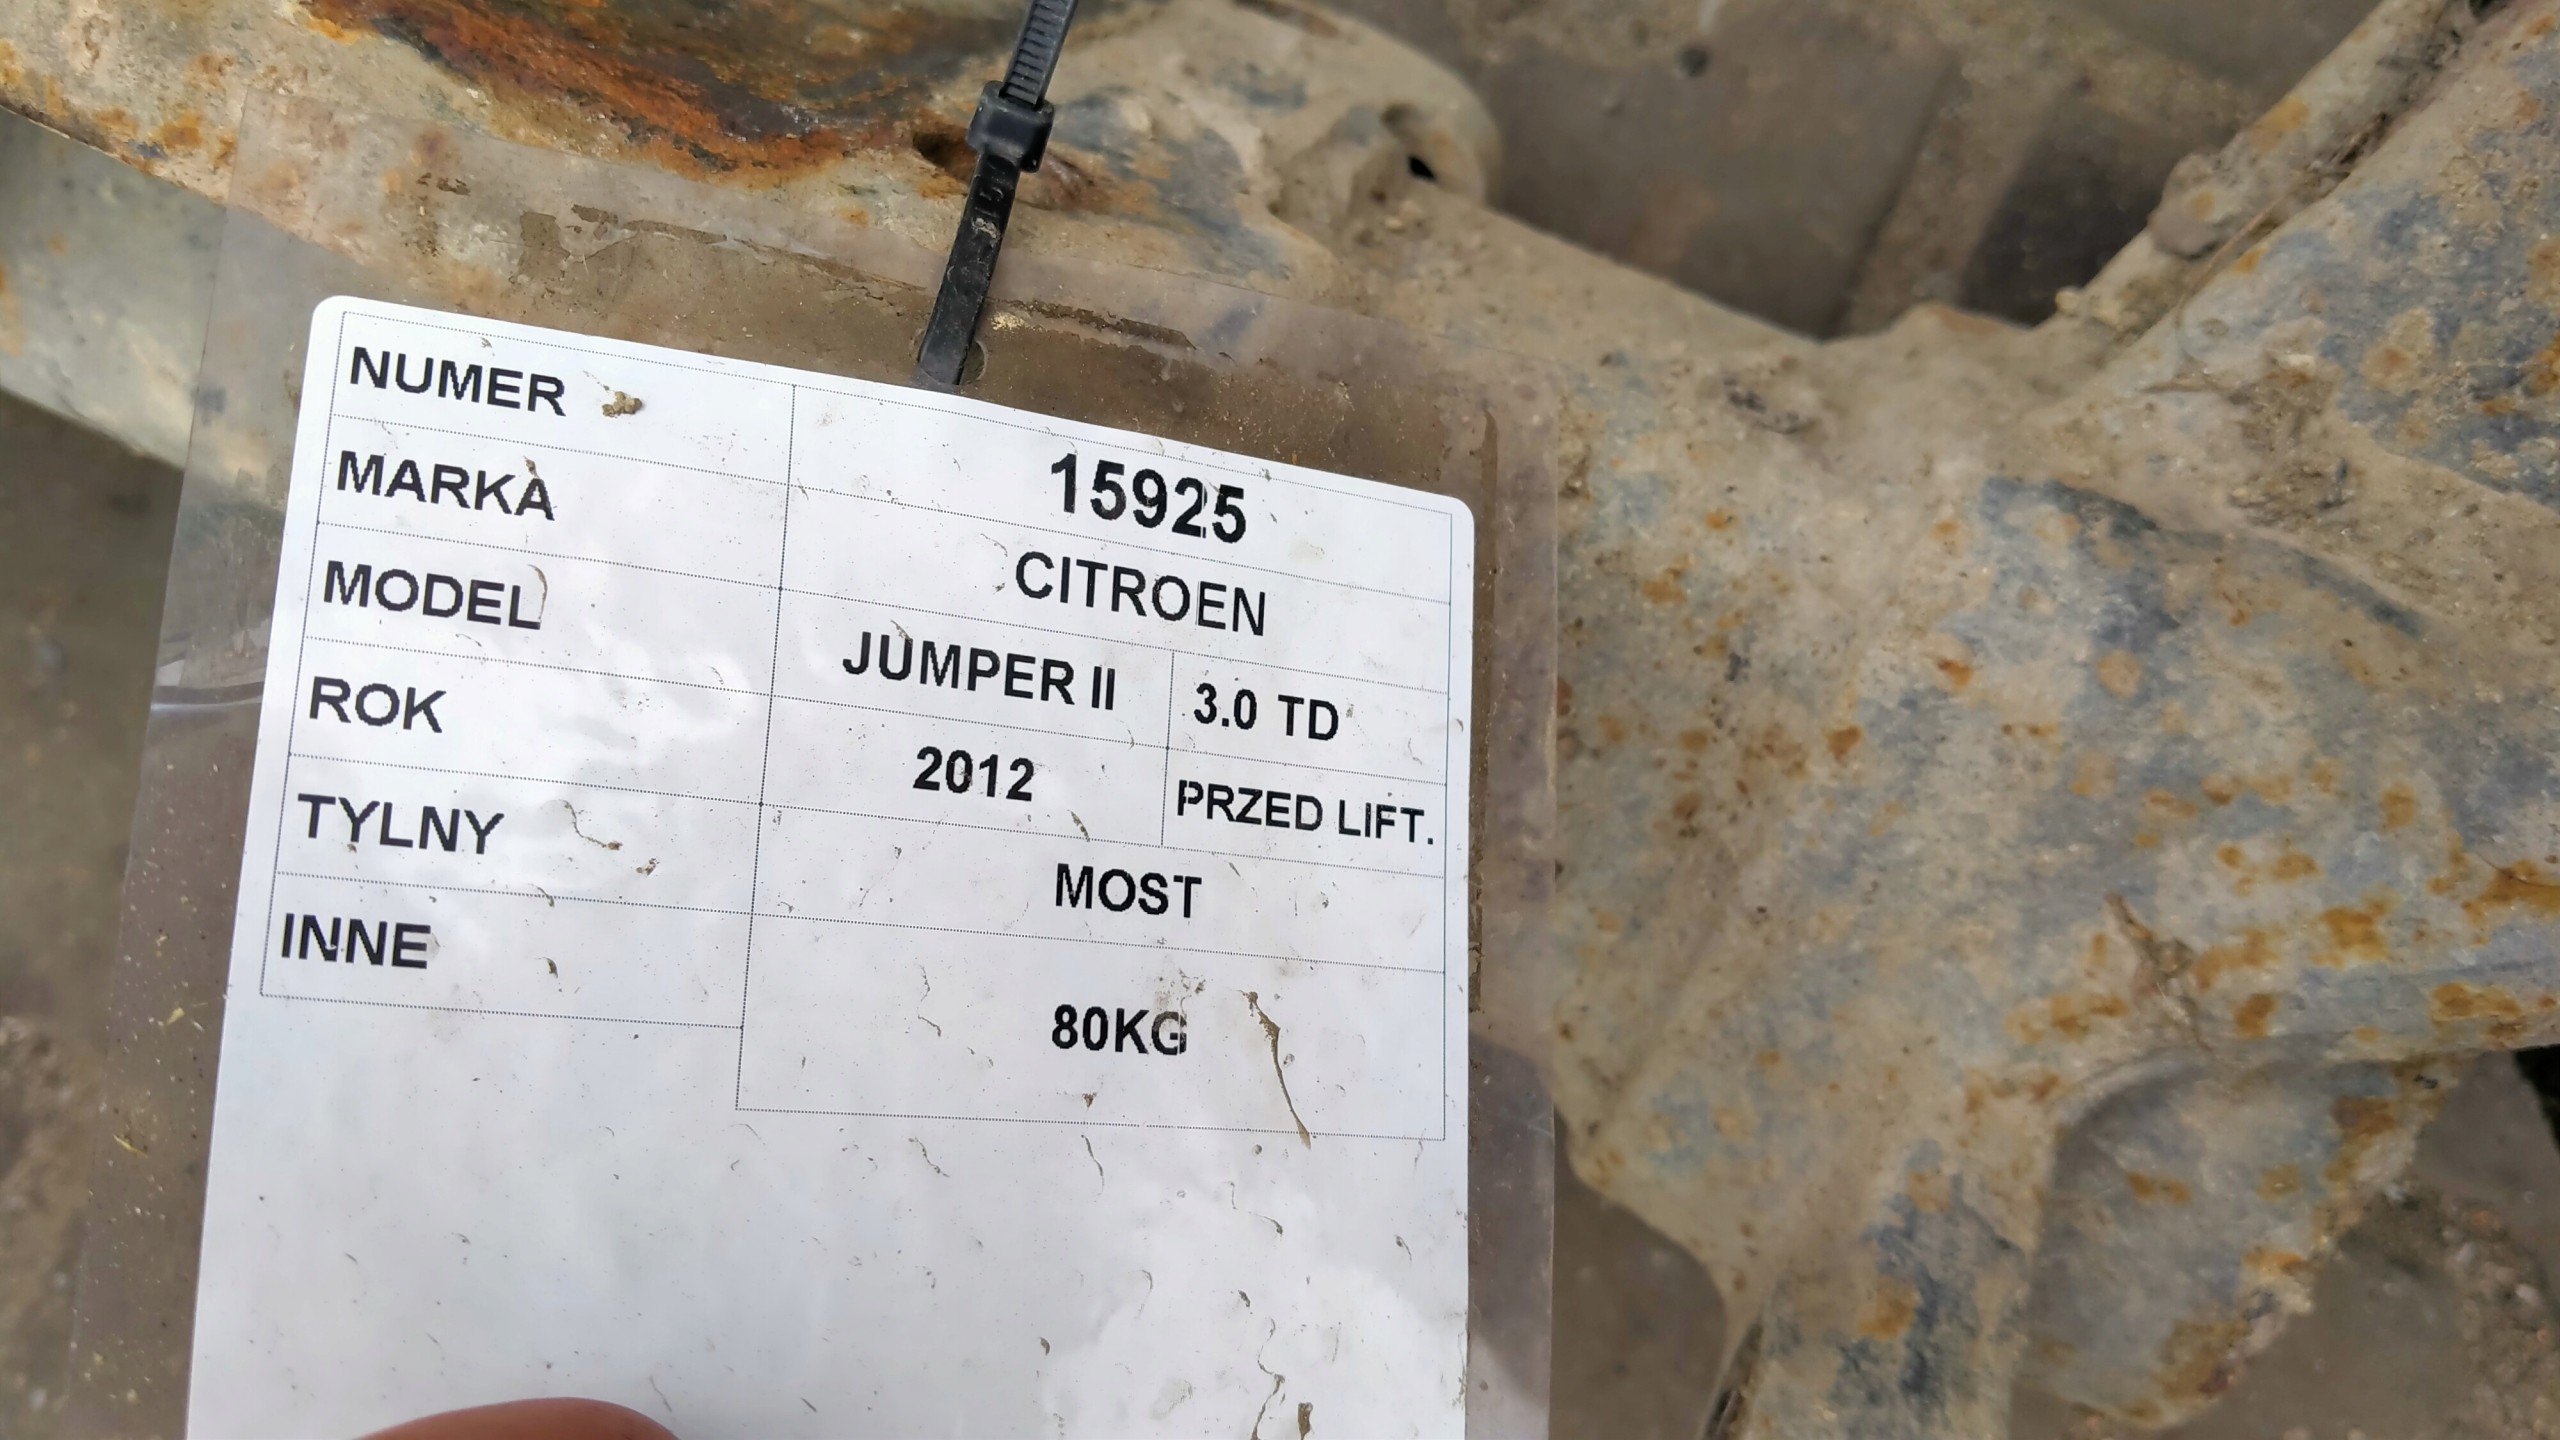 NUMER 15925
MARKA CITROEN
MODEL JUMPER II 3.0 TD
ROK 2012 PRZED LIFT.
TYLNY MOST
INNE 80KG